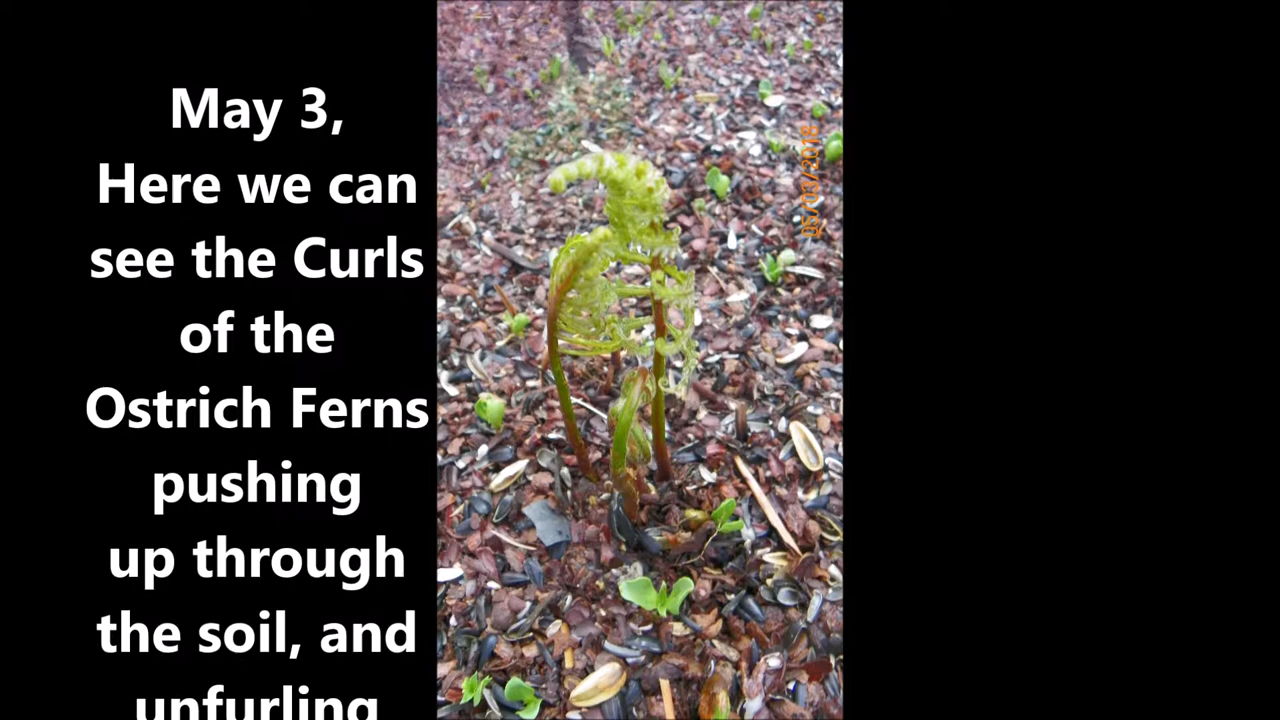 May 3,
Here we can
see the Curls
of the
Ostrich Ferns
pushing
up through
the soil, and
unfurling
05/03/2018